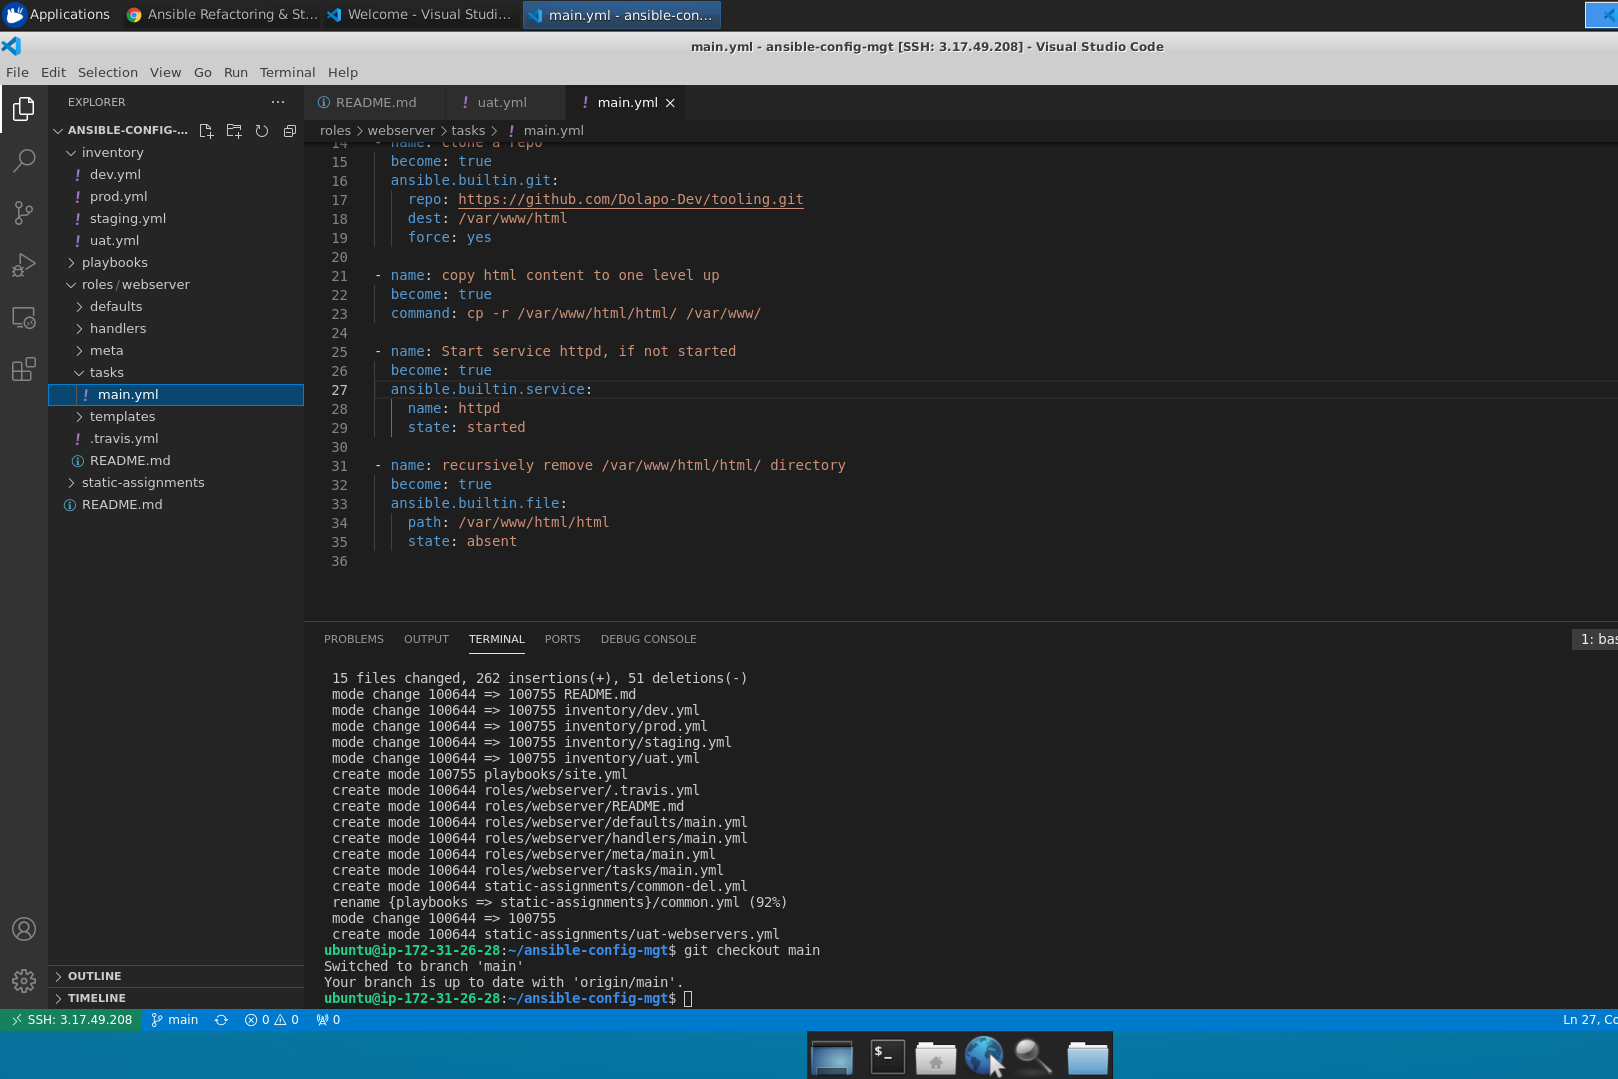 Applications
Ansible Refactoring & St...
Welcome - Visual Studi...
main.yml - ansible-con...
main.yml - ansible-config-mgt [SSH: 3.17.49.208] - Visual Studio Code
File Edit Selection View Go Run Terminal Help
EXPLORER
ANSIBLE-CONFIG-...
inventory
dev.yml
prod.yml
staging.yml
uat.yml
playbooks
roles/webserver
defaults
handlers
meta
tasks
main.yml
templates
.travis.yml
README.md
static-assignments
README.md
OUTLINE
TIMELINE
README.md
uat.yml
main.yml
roles > webserver > tasks > ! main.yml
14 - name: clone a repo
15 become: true
16 ansible.builtin.git:
17 repo: https://github.com/Dolapo-Dev/tooling.git
18 dest: /var/www/html
19 force: yes
20
21 - name: copy html content to one level up
22 become: true
23 command: cp -r /var/www/html/html/ /var/www/
24
25 - name: Start service httpd, if not started
26 become: true
27 ansible.builtin.service:
28 name: httpd
29 state: started
30
31 - name: recursively remove /var/www/html/html/ directory
32 become: true
33 ansible.builtin.file:
34 path: /var/www/html/html
35 state: absent
36
PROBLEMS OUTPUT TERMINAL PORTS DEBUG CONSOLE
1: bas
15 files changed, 262 insertions(+), 51 deletions(-)
mode change 100644 => 100755 README.md
mode change 100644 => 100755 inventory/dev.yml
mode change 100644 => 100755 inventory/prod.yml
mode change 100644 => 100755 inventory/staging.yml
mode change 100644 => 100755 inventory/uat.yml
create mode 100755 playbooks/site.yml
create mode 100644 roles/webserver/.travis.yml
create mode 100644 roles/webserver/README.md
create mode 100644 roles/webserver/defaults/main.yml
create mode 100644 roles/webserver/handlers/main.yml
create mode 100644 roles/webserver/meta/main.yml
create mode 100644 roles/webserver/tasks/main.yml
create mode 100644 static-assignments/common-del.yml
rename {playbooks => static-assignments}/common.yml (92%)
mode change 100644 => 100755
create mode 100644 static-assignments/uat-webservers.yml
ubuntu@ip-172-31-26-28:~/ansible-config-mgt$ git checkout main
Switched to branch 'main'
Your branch is up to date with 'origin/main'.
ubuntu@ip-172-31-26-28:~/ansible-config-mgt$
SSH: 3.17.49.208 main 0 0 0
Ln 27, Co